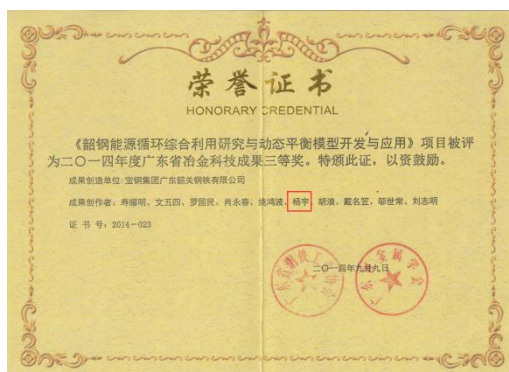 荣誉证书
HONORARY CREDENTIAL
《韶钢能源循环综合利用研究与动态平衡模型开发与应用》项目被评
为二〇一四年度广东省冶金科技成果三等奖。特颁此证，以资鼓励。
成果创造单位:宝钢集团广东韶关钢铁有限公司
成果创作者：寿耀明、文五四、罗国民、肖永春、姚鸿波、杨宇、胡浪、戴名笠、邬世常、刘志明
证 书 号：2014—023
二〇一四年九月九日